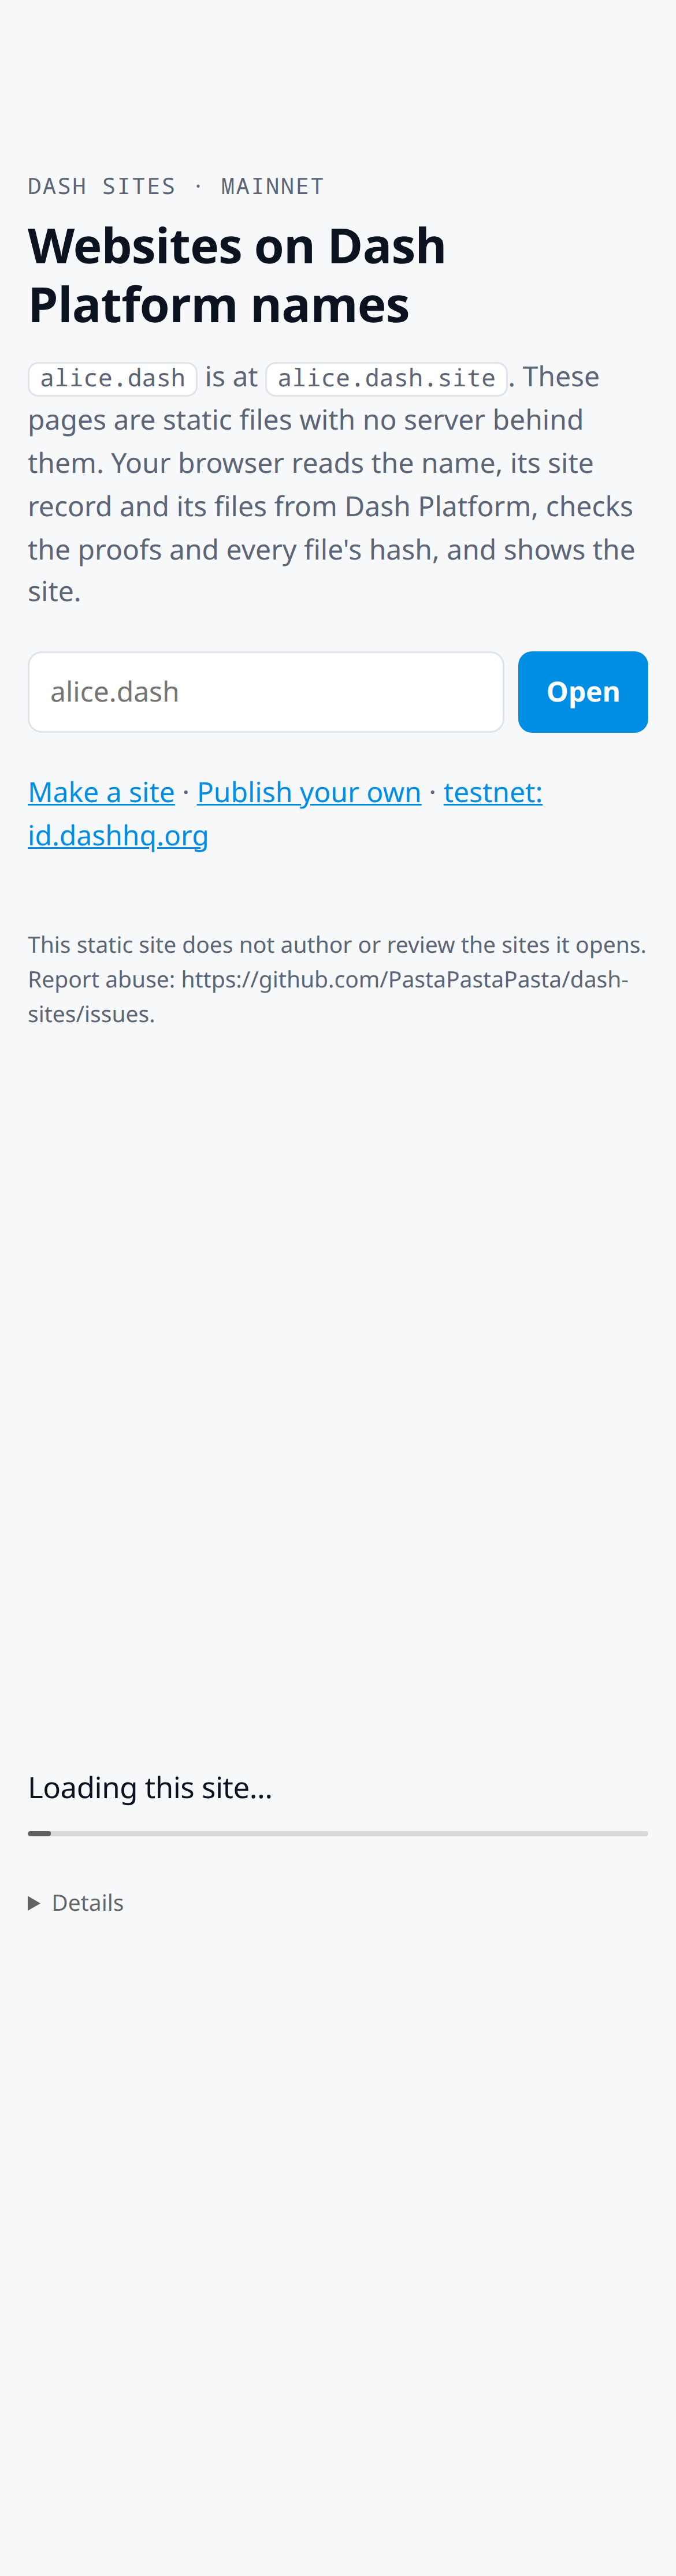 DASH SITES · MAINNET
Websites on Dash
Platform names
alice.dash is at alice.dash.site. These
pages are static files with no server behind
them. Your browser reads the name, its site
record and its files from Dash Platform, checks
the proofs and every file's hash, and shows the
site.
alice.dash Open
Make a site · Publish your own · testnet:
id.dashhq.org
This static site does not author or review the sites it opens.
Report abuse: https://github.com/PastaPastaPasta/dash-
sites/issues.
Loading this site...
Details